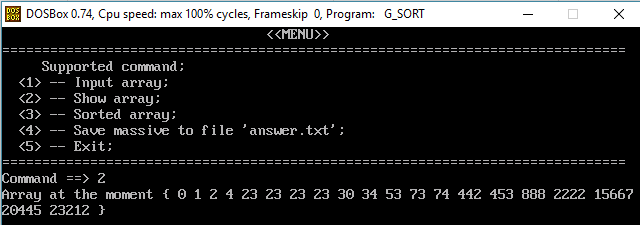 DOSBox 0.74, Cpu speed: max 100% cycles, Frameskip 0, Program: G_SORT
<<MENU>>
================================================================================
Supported command;
<1> -- Input array;
<2> -- Show array;
<3> -- Sorted array;
<4> -- Save massive to file 'answer.txt';
<5> -- Exit;
================================================================================
Command ==> 2
Array at the moment { 0 1 2 4 23 23 23 23 30 34 53 73 74 442 453 888 2222 15667
20445 23212 }